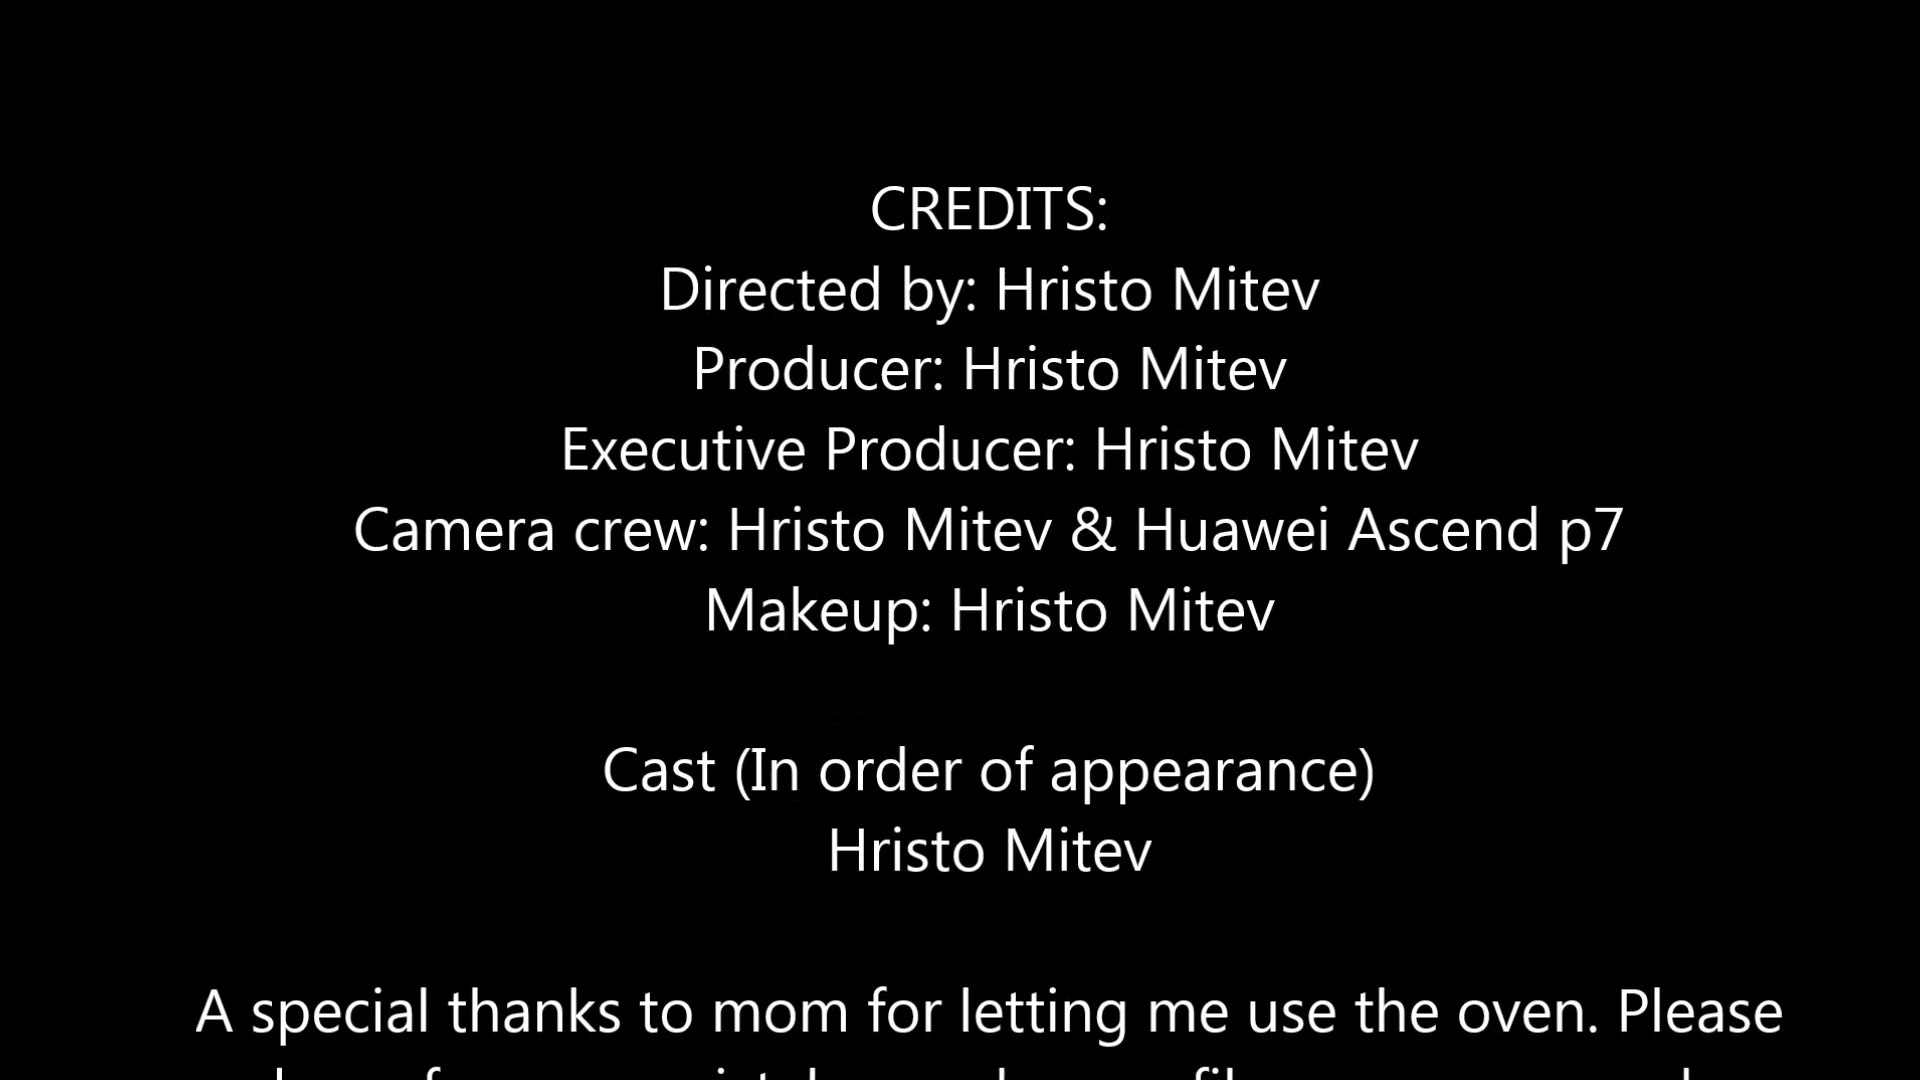 CREDITS:
Directed by: Hristo Mitev
Producer: Hristo Mitev
Executive Producer: Hristo Mitev
Camera crew: Hristo Mitev & Huawei Ascend p7
Makeup: Hristo Mitev
Cast (In order of appearance)
Hristo Mitev
A special thanks to mom for letting me use the oven. Please